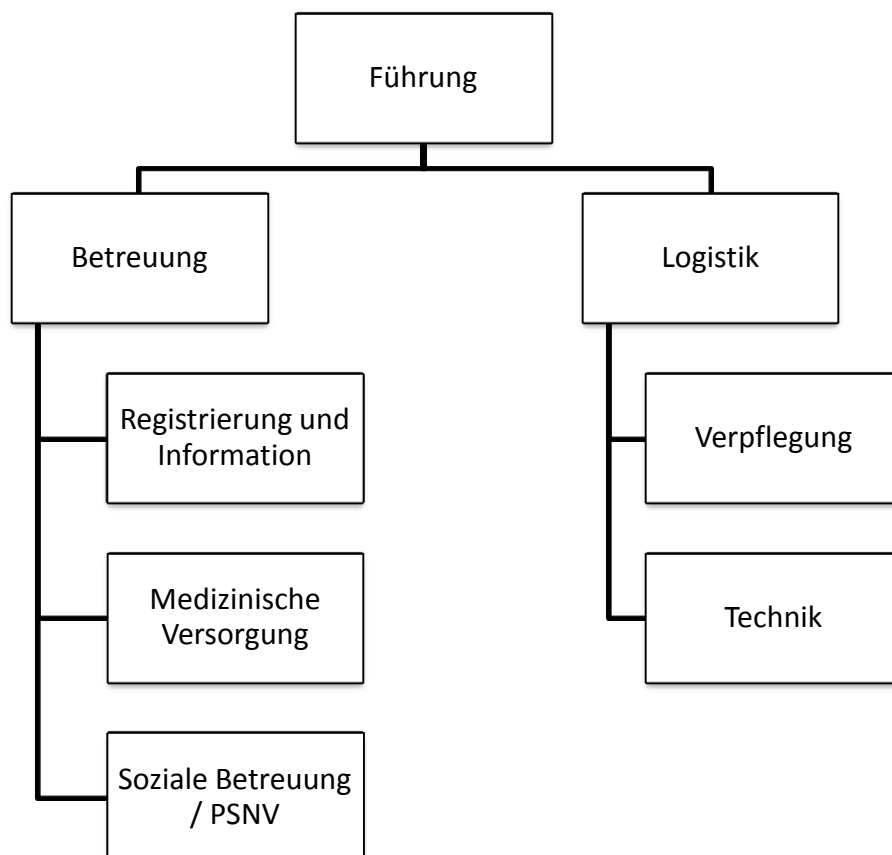 Führung
Betreuung
Logistik
Registrierung und
Information
Verpflegung
Medizinische
Versorgung
Technik
Soziale Betreuung
/ PSNV